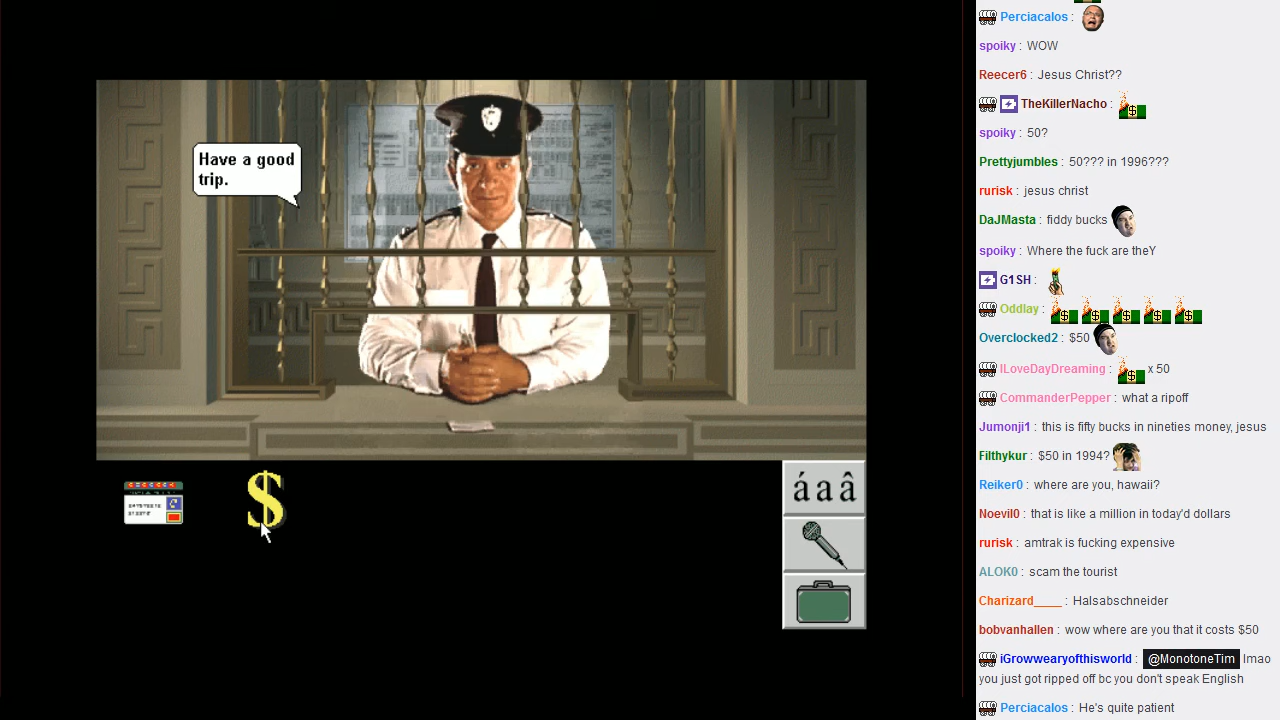 Have a good
trip.
$
á a â
Perciacalos :
spoiky : WOW
Reecer6 : Jesus Christ??
TheKillerNacho :
spoiky : 50?
Prettyjumbles : 50??? in 1996???
rurisk : jesus christ
DaJMasta : fiddy bucks
spoiky : Where the fuck are theY
G1SH :
Oddlay :
Overclocked2 : $50
ILoveDayDreaming : x 50
CommanderPepper : what a ripoff
Jumonji1 : this is fifty bucks in nineties money, jesus
Filthykur : $50 in 1994?
Reiker0 : where are you, hawaii?
Noevil0 : that is like a million in today'd dollars
rurisk : amtrak is fucking expensive
ALOK0 : scam the tourist
Charizard____ : Halsabschneider
bobvanhallen : wow where are you that it costs $50
iGrowwearyofthisworld : @MonotoneTim lmao
you just got ripped off bc you don't speak English
Perciacalos : He's quite patient